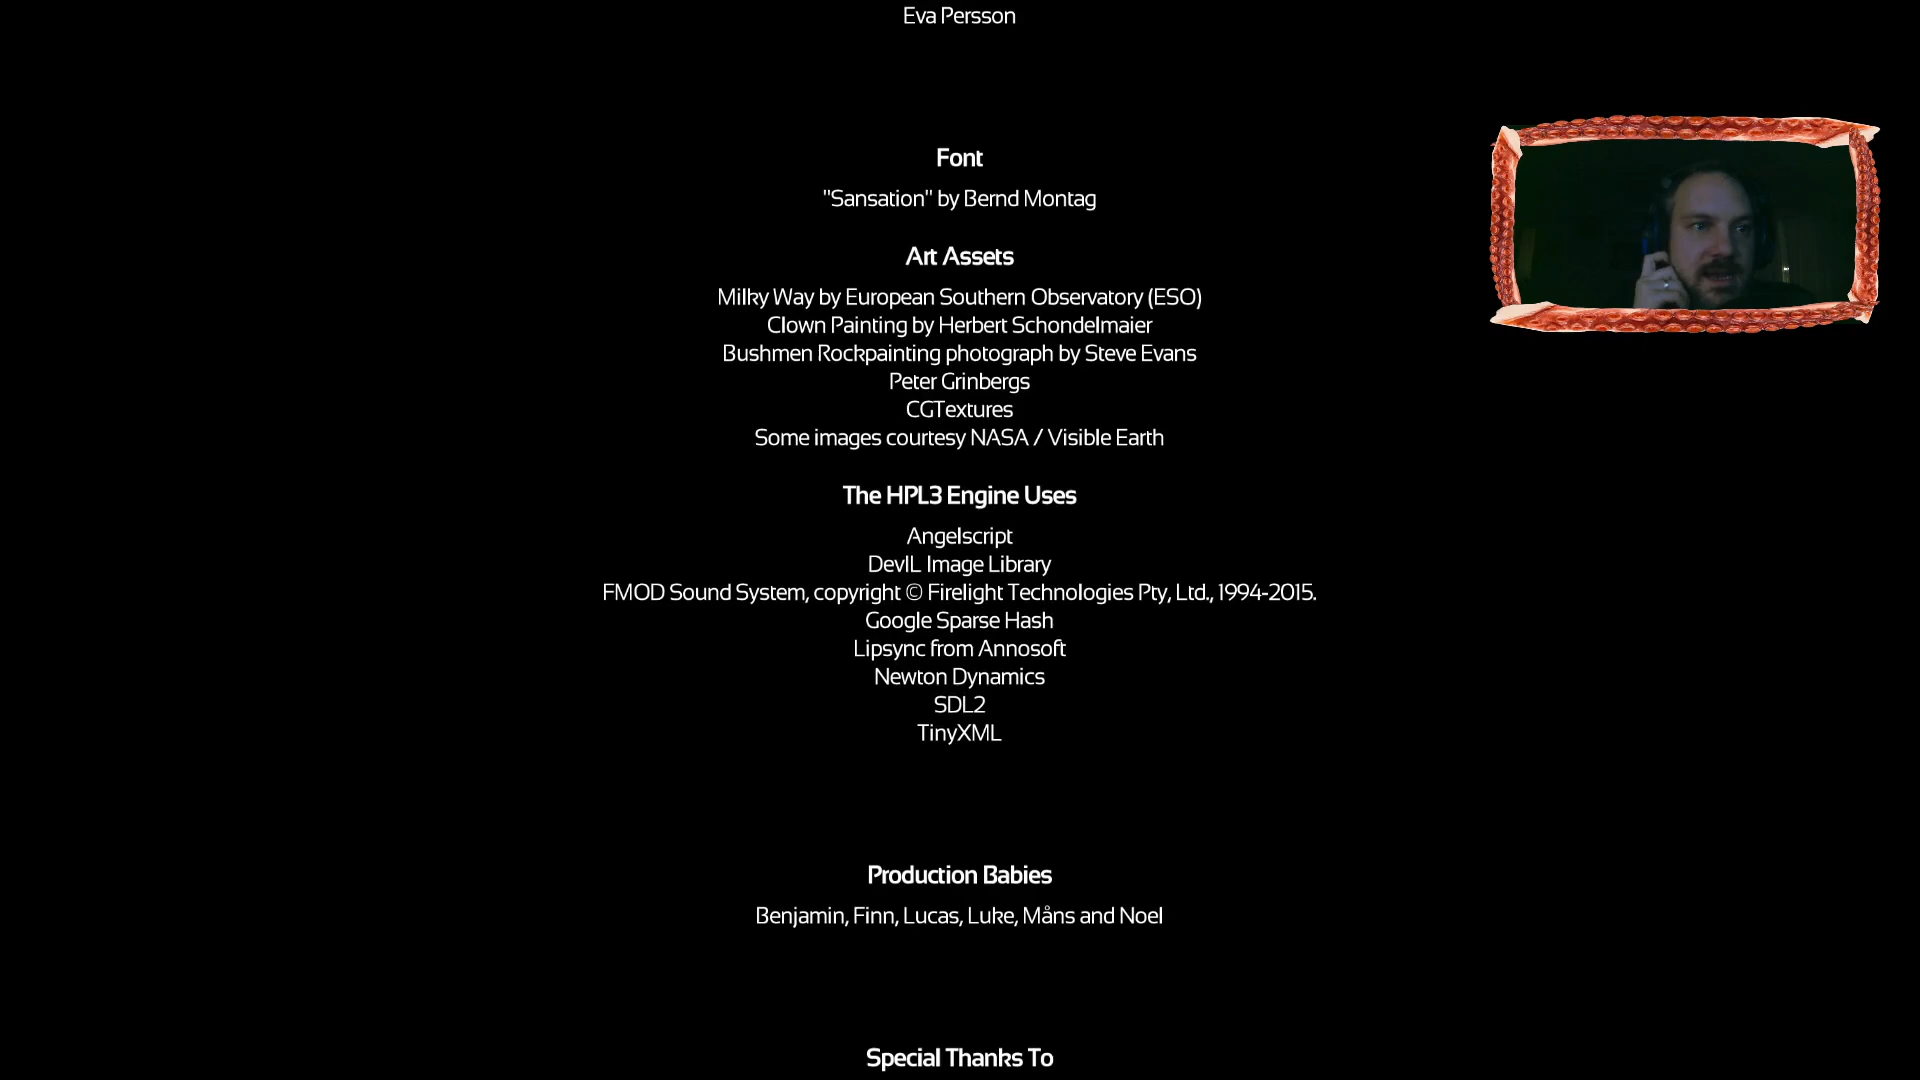 Eva Persson
Font
"Sansation" by Bernd Montag
Art Assets
Milky Way by European Southern Observatory (ESO)
Clown Painting by Herbert Schondelmaier
Bushmen Rockpainting photograph by Steve Evans
Peter Grinbergs
CGTextures
Some images courtesy NASA / Visible Earth
The HPL3 Engine Uses
Angelscript
DevIL Image Library
FMOD Sound System, copyright © Firelight Technologies Pty, Ltd., 1994-2015.
Google Sparse Hash
Lipsync from Annosoft
Newton Dynamics
SDL2
TinyXML
Production Babies
Benjamin, Finn, Lucas, Luke, Måns and Noel
Special Thanks To